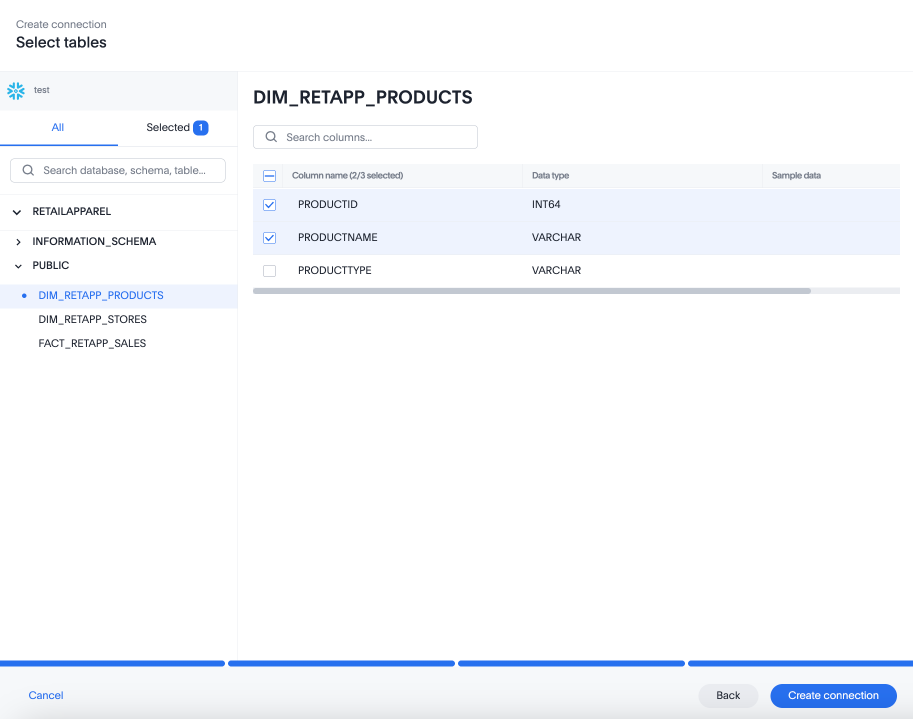 Create connection
Select tables
test
All
Selected 1
Search database, schema, table...
RETAILAPPAREL
INFORMATION_SCHEMA
PUBLIC
DIM_RETAPP_PRODUCTS
DIM_RETAPP_STORES
FACT_RETAPP_SALES
DIM_RETAPP_PRODUCTS
Search columns...
Column name (2/3 selected) Data type Sample data
PRODUCTID INT64
PRODUCTNAME VARCHAR
PRODUCTTYPE VARCHAR
Cancel
Back
Create connection